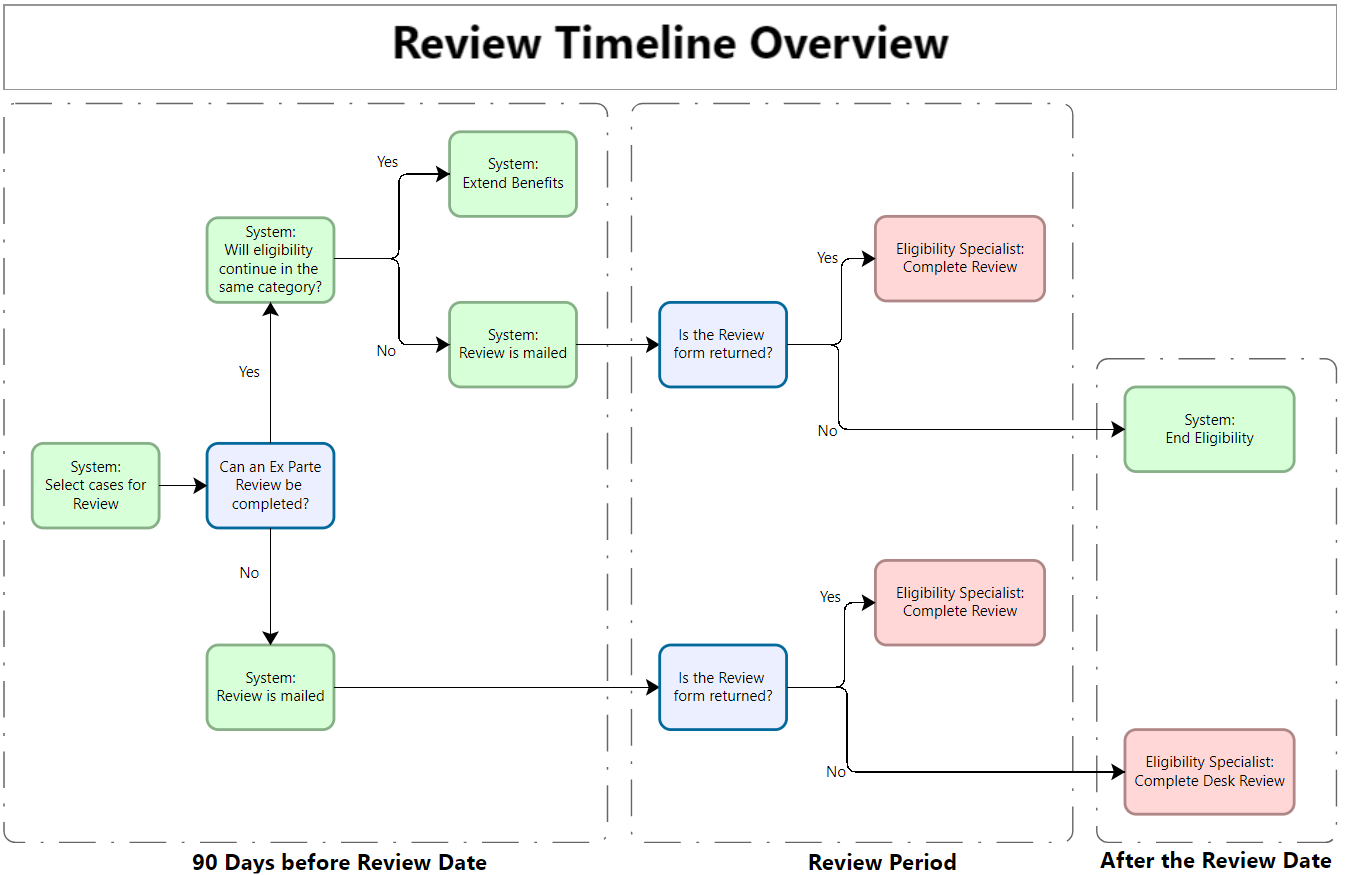 Review Timeline Overview
Yes
System:
Extend Benefits
System:
Will eligibility
continue in the
same category?
No
System:
Review is mailed
Yes
System:
Select cases for
Review
Can an Ex Parte
Review be
completed?
No
System:
Review is mailed
90 Days before Review Date
Is the Review
form returned?
Yes
Eligibility Specialist:
Complete Review
No
Is the Review
form returned?
Yes
Eligibility Specialist:
Complete Review
No
Review Period
System:
End Eligibility
Eligibility Specialist:
Complete Desk Review
After the Review Date